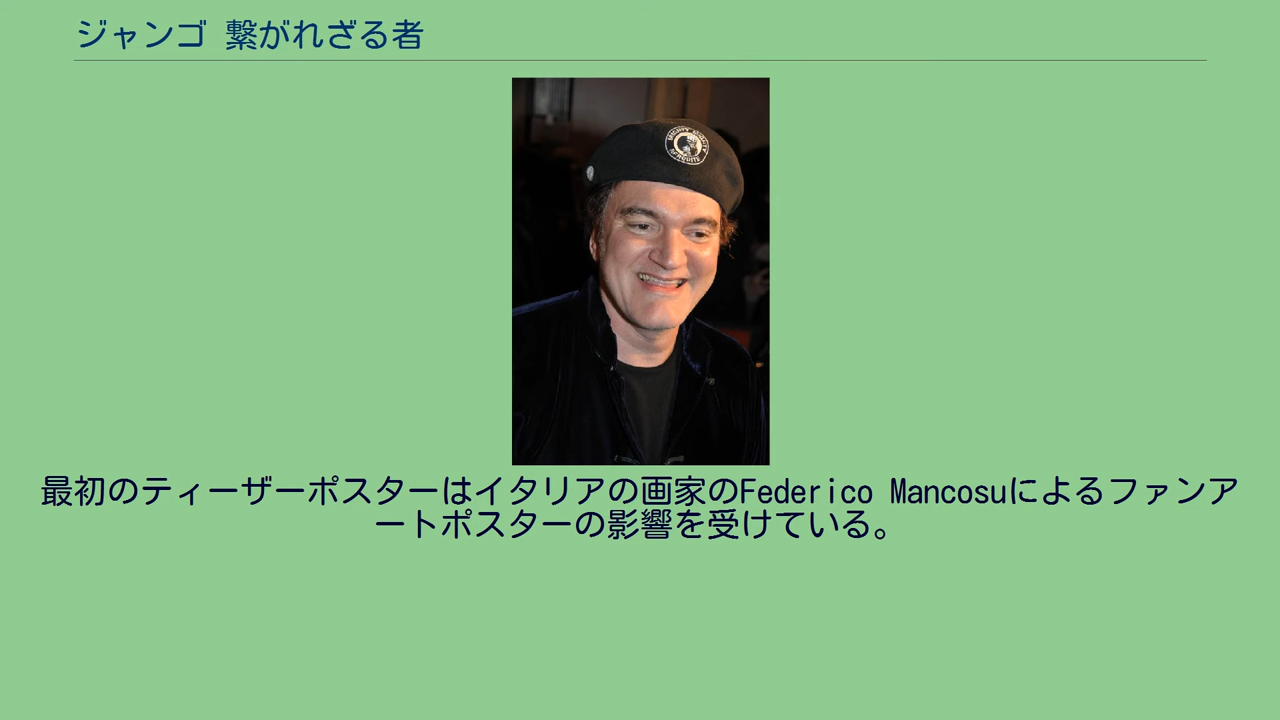 ジャンゴ 繋がれざる者
最初のティーザーポスターはイタリアの画家のFederico Mancosuによるファンア
ートポスターの影響を受けている。